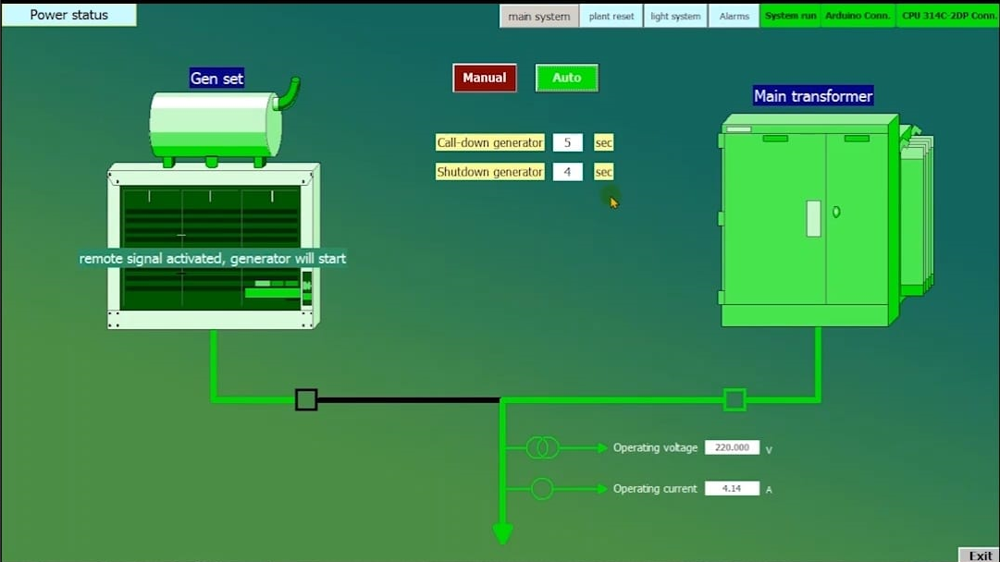 Power status
main system
plant reset
light system
Alarms
System run
Arduino Conn.
CPU 314C-2DP Conn.
Gen set
Manual
Auto
Main transformer
Call-down generator 5 sec
Shutdown generator 4 sec
remote signal activated, generator will start
Operating voltage 220.000 V
Operating current 4.14 A
Exit